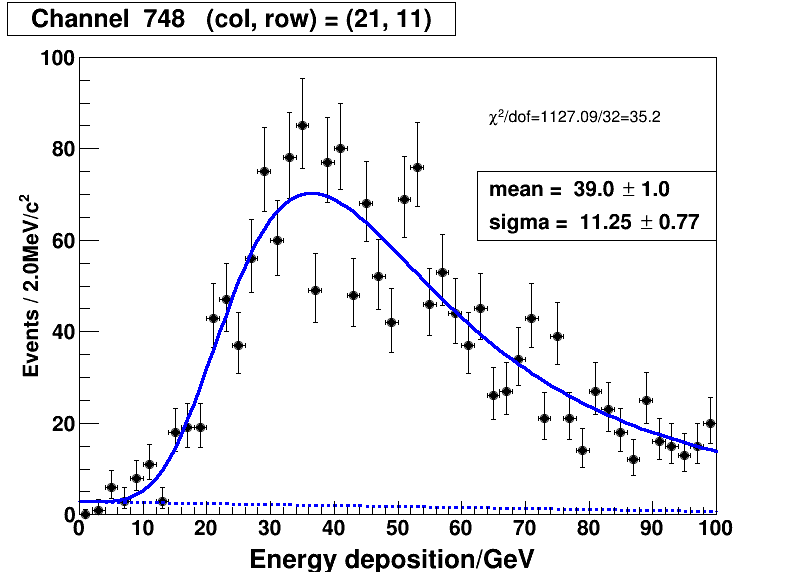 Channel 748 (col, row) = (21, 11)
χ²/dof=1127.09/32=35.2
mean = 39.0 ± 1.0
sigma = 11.25 ± 0.77
Events / 2.0MeV/c²
100
80
60
40
20
0
0 10 20 30 40 50 60 70 80 90 100
Energy deposition/GeV